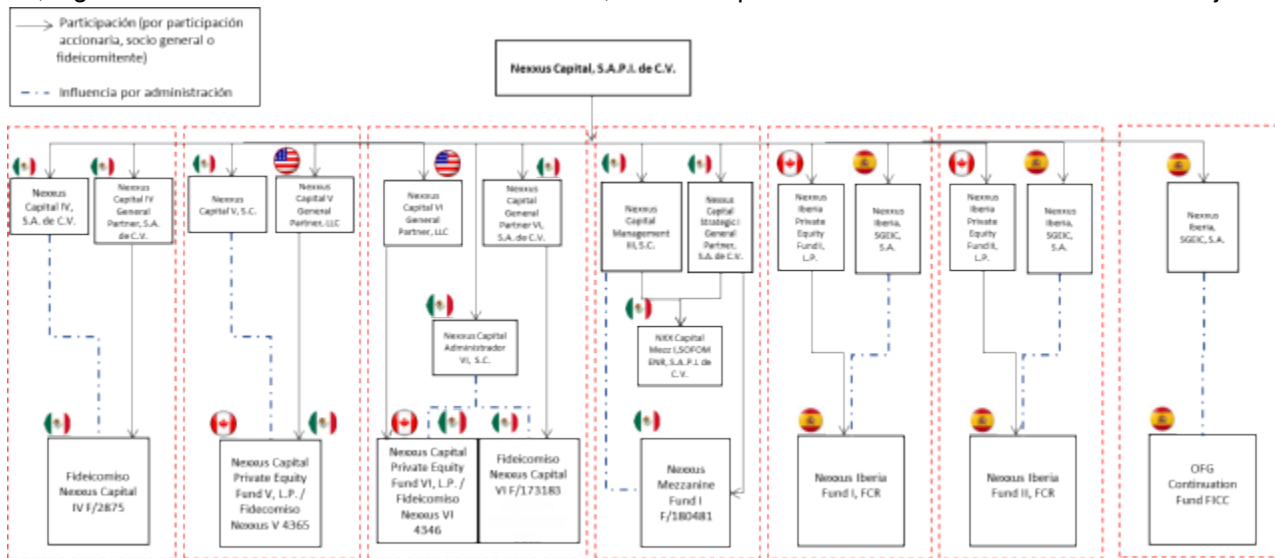 Participación (por participación
accionaria, socio general o
fideicomitente)
Influencia por administración
Nexxus Capital, S.A.P.I. de C.V.
Nexxus
Capital IV,
S.A. de C.V.
Nexxus
Capital IV
General
Partner, S.A.
de C.V.
Nexxus
Capital V, S.C.
Nexxus
Capital V
General
Partner, LLC
Nexxus
Capital VI
General
Partner, LLC
Nexxus
Capital
General
Partner VI,
S.A. de C.V.
Nexxus
Capital
Management
III, S.C.
Nexxus
Capital
Strategic I
General
Partner,
S.A. de C.V.
Nexxus
Iberia
Private
Equity
Fund II,
L.P.
Nexxus
Iberia,
SGEIC,
S.A.
Nexxus
Iberia
Private
Equity
Fund II,
L.P.
Nexxus
Iberia,
SGEIC,
S.A.
Nexxus
Iberia,
SGEIC, S.A.
Nexxus Capital
Administrador
VI, S.C.
NXX Capital
Mezz I,SOFOM
ENR, S.A.P.I. de
C.V.
Fideicomiso
Nexxus Capital
IV F/2875
Nexxus Capital
Private Equity
Fund V, L.P. /
Fidecomiso
Nexxus V 4365
Nexxus Capital
Private Equity
Fund VI, L.P. /
Fideicomiso
Nexxus VI
4346
Fideicomiso
Nexxus Capital
VI F/173183
Nexxus
Mezzanine
Fund I
F/180481
Nexxus Iberia
Fund I, FCR
Nexxus Iberia
Fund II, FCR
OFG
Continuation
Fund FICC